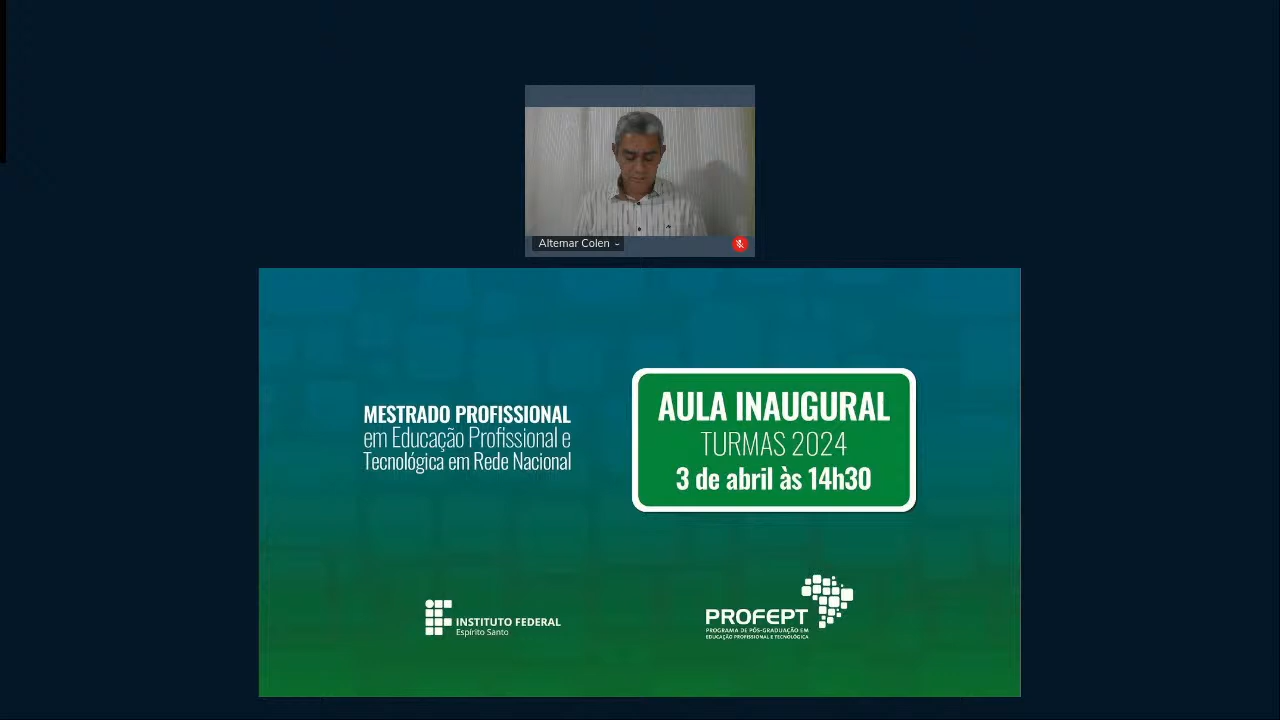 Altemar Colen
MESTRADO PROFISSIONAL
em Educação Profissional e
Tecnológica em Rede Nacional
AULA INAUGURAL
TURMAS 2024
3 de abril às 14h30
INSTITUTO FEDERAL
Espírito Santo
PROFEPT
PROGRAMA DE PÓS-GRADUAÇÃO EM
EDUCAÇÃO PROFISSIONAL E TECNOLÓGICA